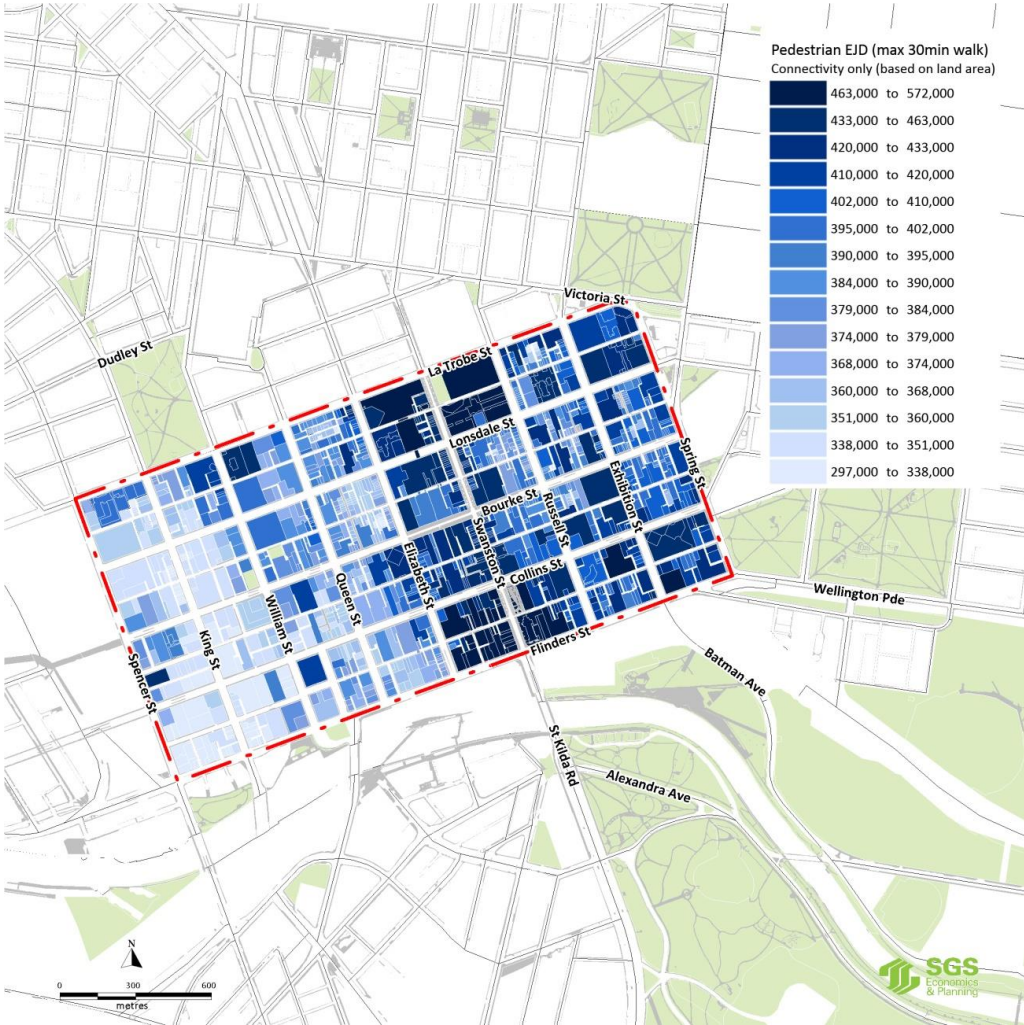 Pedestrian EJD (max 30min walk)
Connectivity only (based on land area)
463,000 to 572,000
433,000 to 463,000
420,000 to 433,000
410,000 to 420,000
402,000 to 410,000
395,000 to 402,000
390,000 to 395,000
384,000 to 390,000
379,000 to 384,000
374,000 to 379,000
368,000 to 374,000
360,000 to 368,000
351,000 to 360,000
338,000 to 351,000
297,000 to 338,000
Victoria St
Dudley St
La Trobe St
Lonsdale St
Spring St
Exhibition St
Bourke St
Russell St
Swanston St
Elizabeth St
Collins St
Queen St
William St
King St
Spencer St
Flinders St
Wellington Pde
Batman Ave
St Kilda Rd
Alexandra Ave
N
0 300 600
metres
SGS
Economics
& Planning